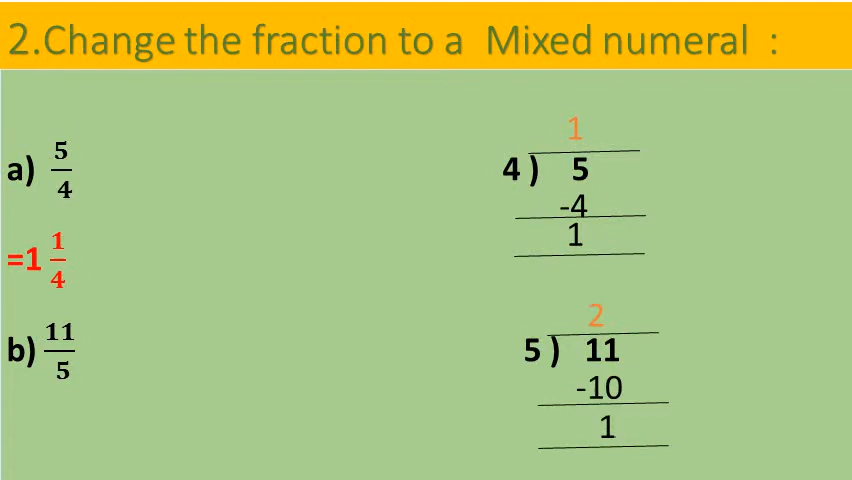 2.Change the fraction to a Mixed numeral :
a) 5/4
=1 1/4
b) 11/5
1
4 ) 5
-4
1
2
5 ) 11
-10
1